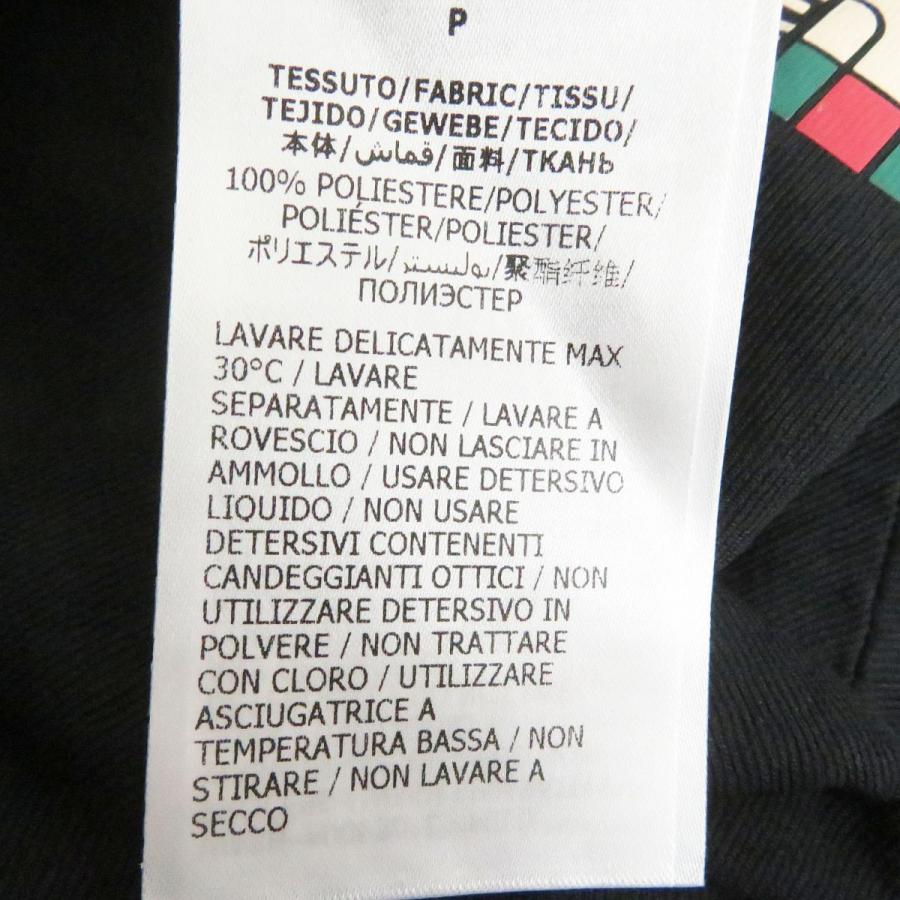 P
TESSUTO/FABRIC/TISSU/
TEJIDO/GEWEBE/TECIDO/
本体/قماش/面料/ТКАНЬ
100% POLIESTERE/POLYESTER/
POLIÉSTER/POLIESTER/
ポリエステル/بوليستر/聚酯纤维/
ПОЛИЭСТЕР
LAVARE DELICATAMENTE MAX
30°C / LAVARE
SEPARATAMENTE / LAVARE A
ROVESCIO / NON LASCIARE IN
AMMOLLO / USARE DETERSIVO
LIQUIDO / NON USARE
DETERSIVI CONTENENTI
CANDEGGIANTI OTTICI / NON
UTILIZZARE DETERSIVO IN
POLVERE / NON TRATTARE
CON CLORO / UTILIZZARE
ASCIUGATRICE A
TEMPERATURA BASSA / NON
STIRARE / NON LAVARE A
SECCO